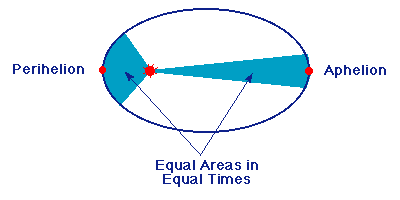 Perihelion
Aphelion
Equal Areas in
Equal Times